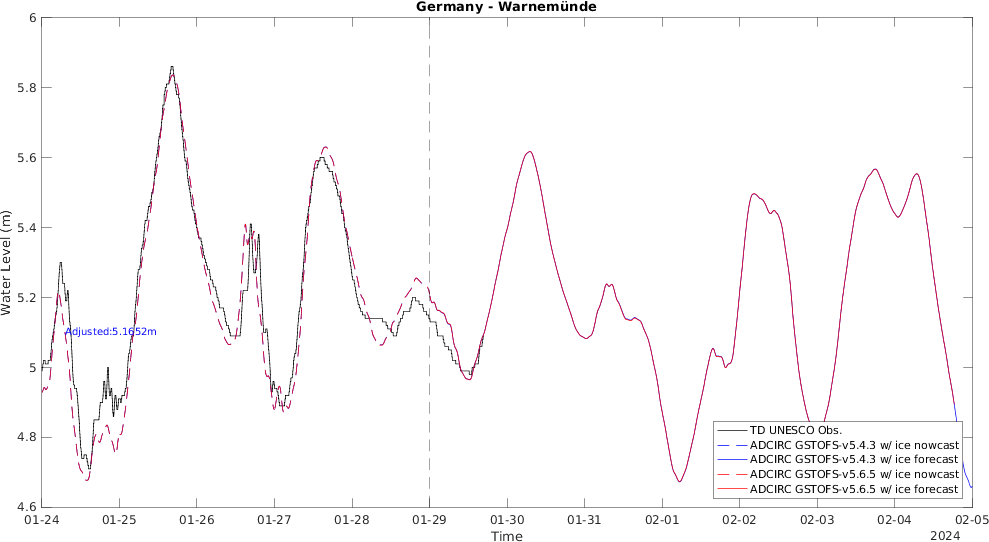 Germany - Warnemünde
Water Level (m)
6
5.8
5.6
5.4
5.2
5
4.8
4.6
Adjusted:5.1652m
TD UNESCO Obs.
ADCIRC GSTOFS-v5.4.3 w/ ice nowcast
ADCIRC GSTOFS-v5.4.3 w/ ice forecast
ADCIRC GSTOFS-v5.6.5 w/ ice nowcast
ADCIRC GSTOFS-v5.6.5 w/ ice forecast
01-24 01-25 01-26 01-27 01-28 01-29 01-30 01-31 02-01 02-02 02-03 02-04 02-05
Time
2024